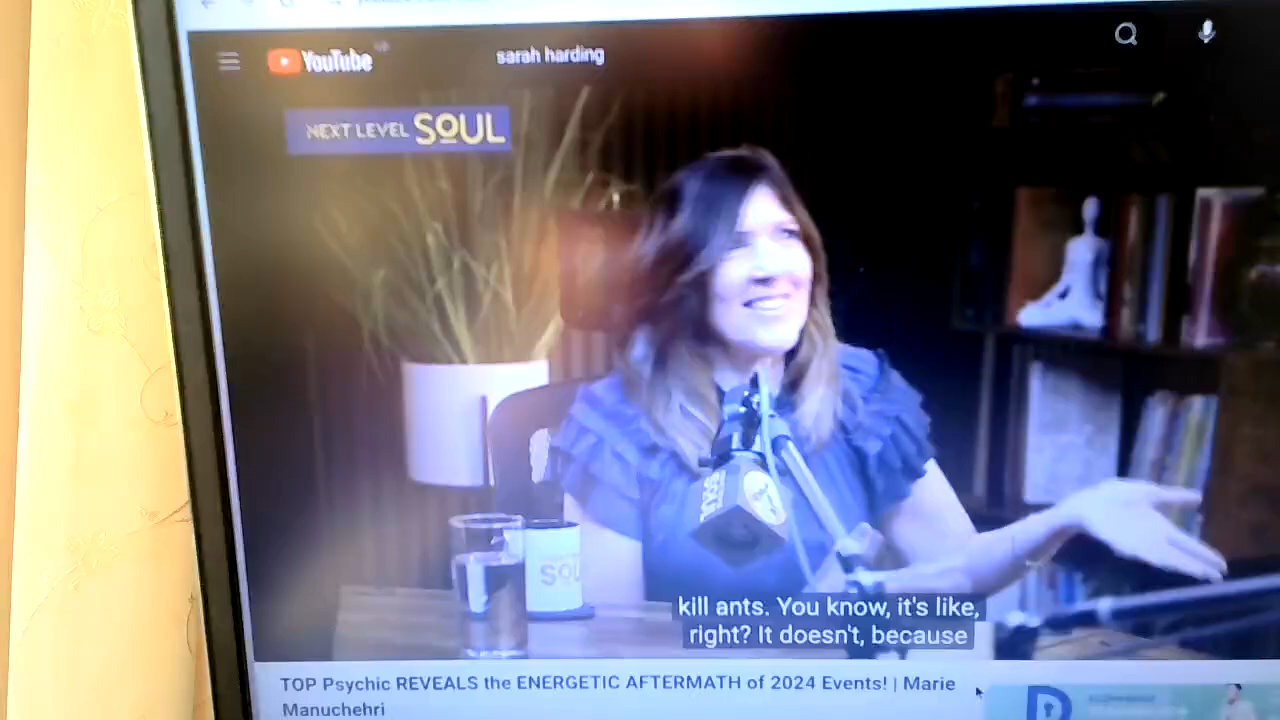 YouTube
sarah harding
NEXT LEVEL SOUL
SOUL
kill ants. You know, it's like,
right? It doesn't, because
TOP Psychic REVEALS the ENERGETIC AFTERMATH of 2024 Events! | Marie
Manuchehri